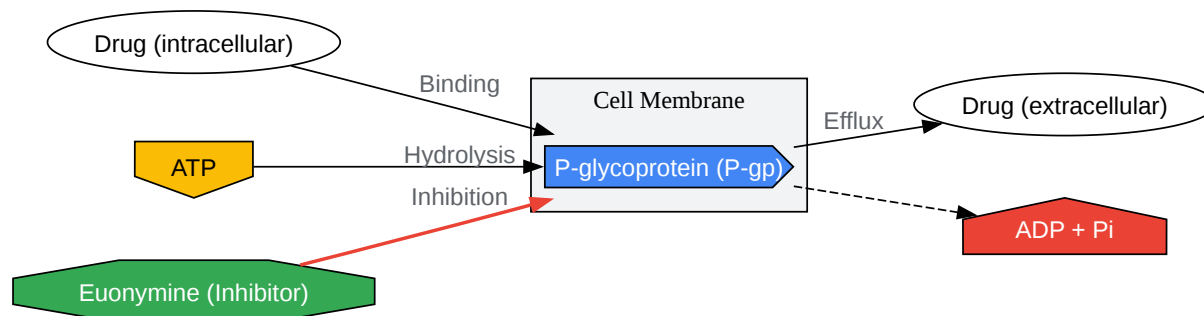 Drug (intracellular)
Binding
Cell Membrane
Drug (extracellular)
Efflux
ATP
Hydrolysis
P-glycoprotein (P-gp)
Inhibition
ADP + Pi
Euonymine (Inhibitor)